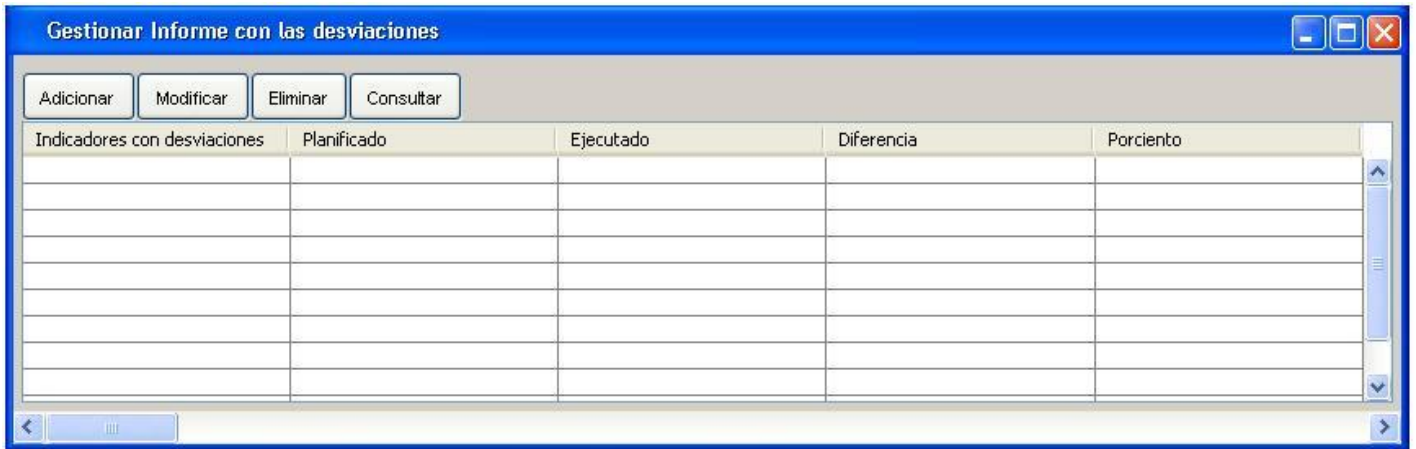 Gestionar Informe con las desviaciones
Adicionar Modificar Eliminar Consultar
Indicadores con desviaciones Planificado Ejecutado Diferencia Porciento